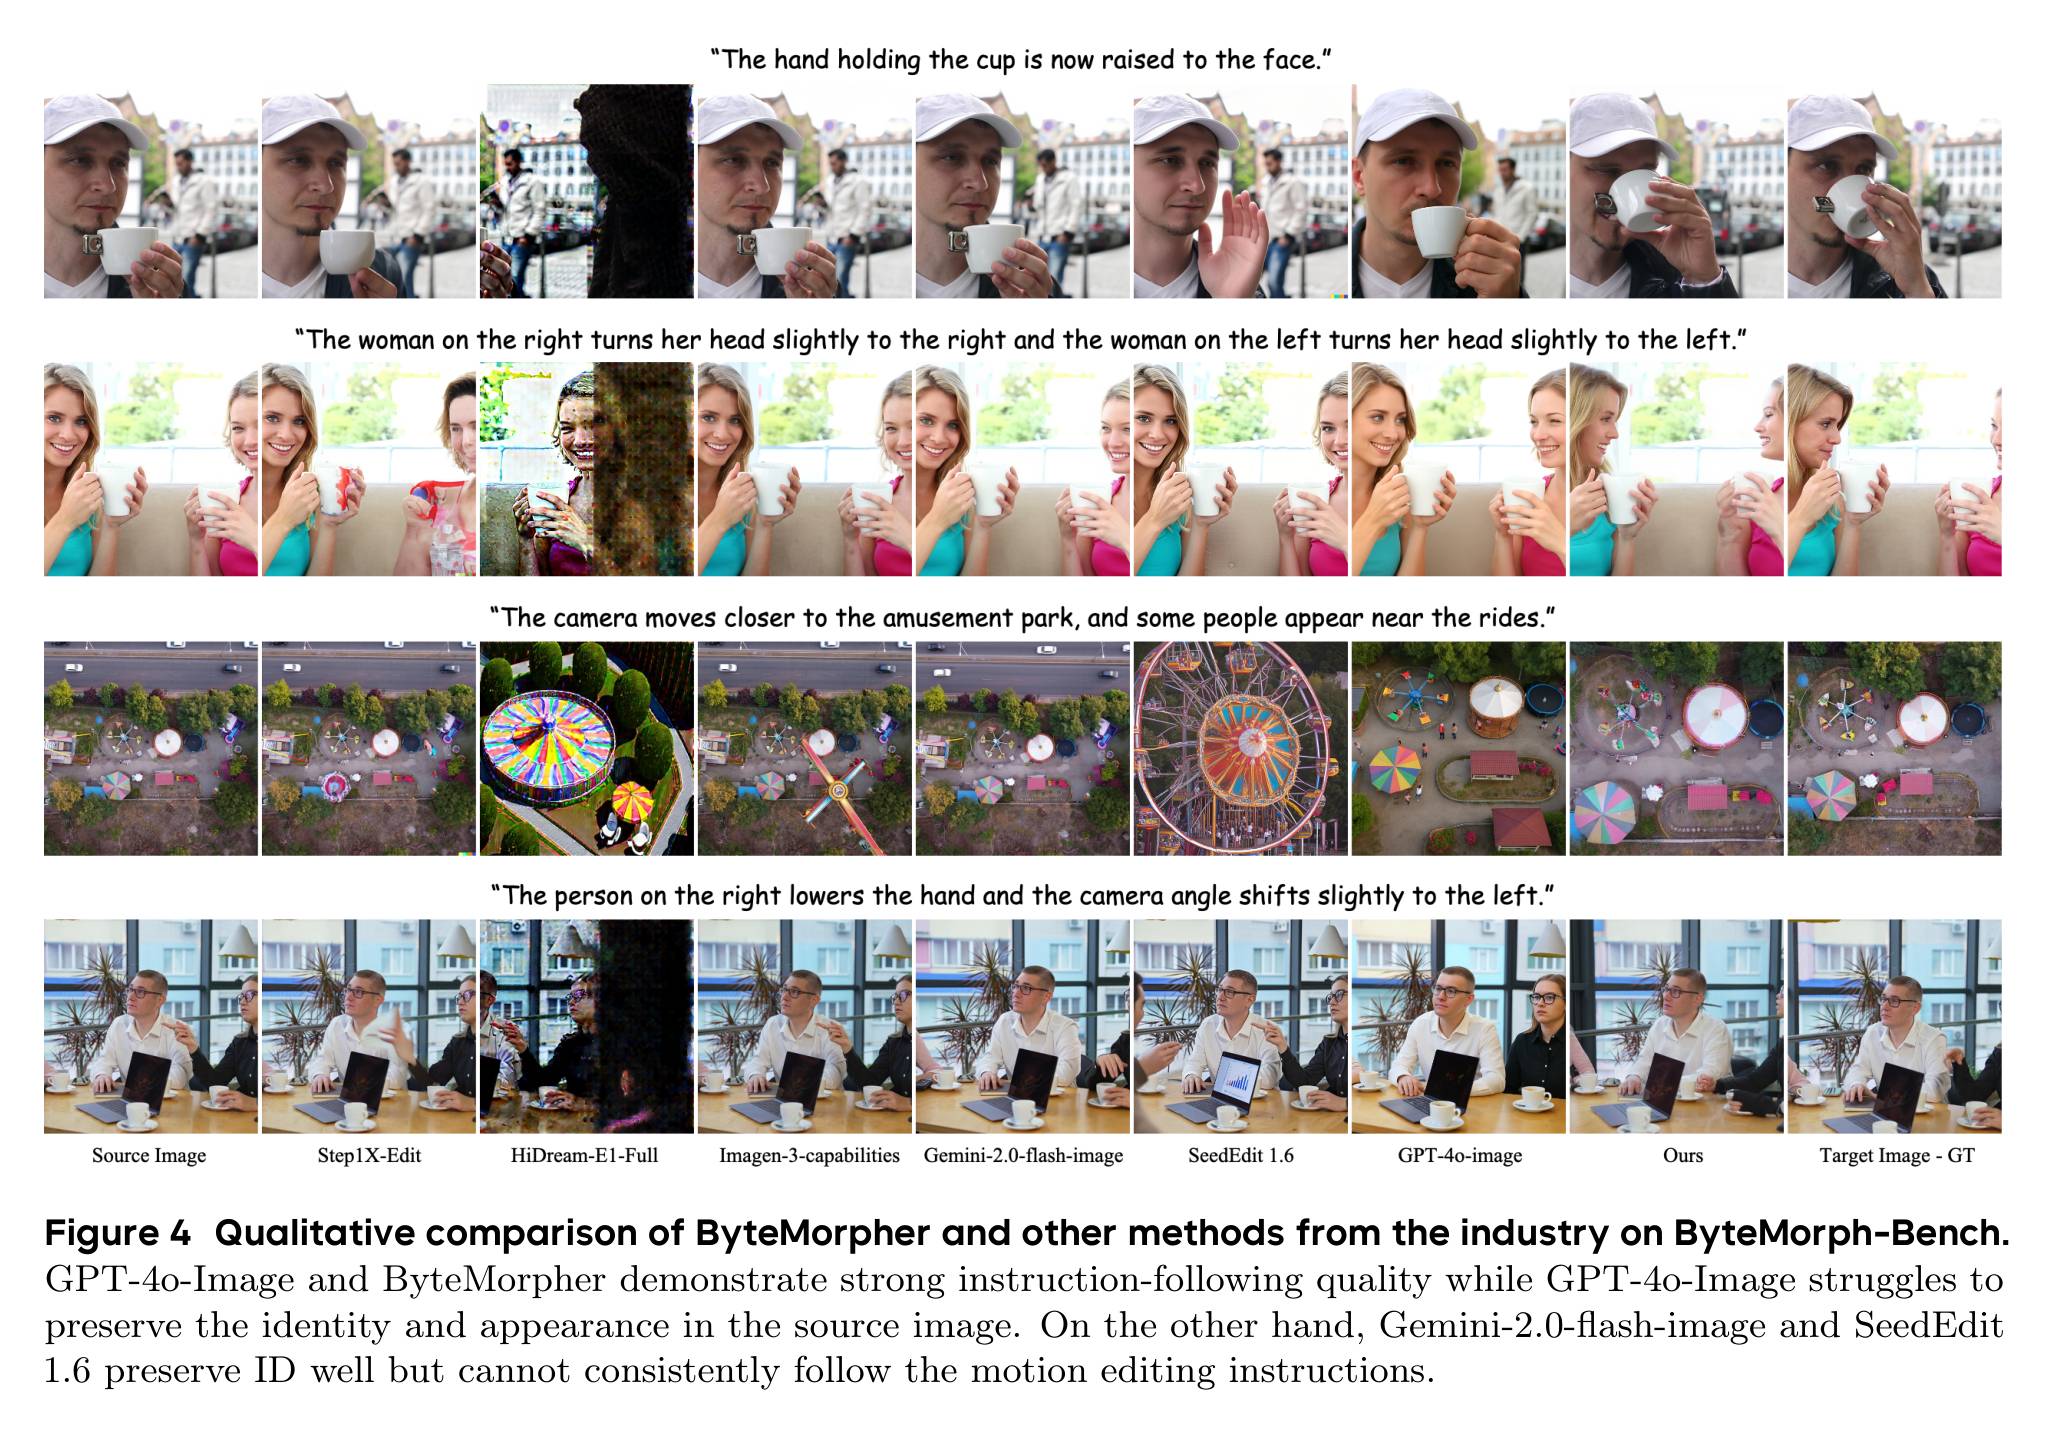 “The hand holding the cup is now raised to the face.”
“The woman on the right turns her head slightly to the right and the woman on the left turns her head slightly to the left.”
“The camera moves closer to the amusement park, and some people appear near the rides.”
“The person on the right lowers the hand and the camera angle shifts slightly to the left.”
Source Image
Step1X-Edit
HiDream-E1-Full
Imagen-3-capabilities
Gemini-2.0-flash-image
SeedEdit 1.6
GPT-4o-image
Ours
Target Image - GT
Figure 4 Qualitative comparison of ByteMorpher and other methods from the industry on ByteMorph-Bench.
GPT-4o-Image and ByteMorpher demonstrate strong instruction-following quality while GPT-4o-Image struggles to
preserve the identity and appearance in the source image. On the other hand, Gemini-2.0-flash-image and SeedEdit
1.6 preserve ID well but cannot consistently follow the motion editing instructions.